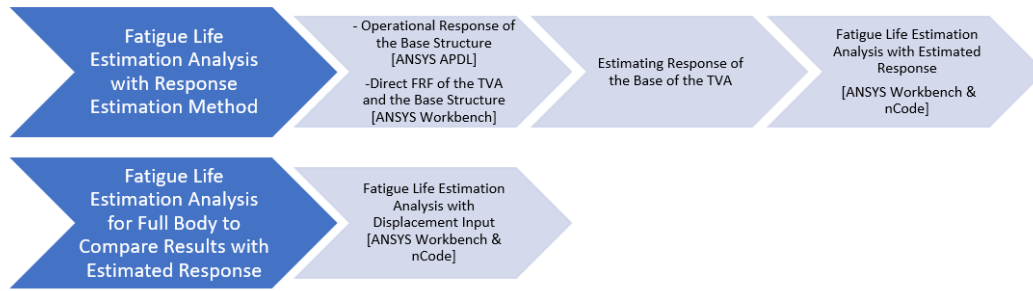 Fatigue Life
Estimation Analysis
with Response
Estimation Method
- Operational Response of
the Base Structure
[ANSYS APDL]
-Direct FRF of the TVA
and the Base Structure
[ANSYS Workbench]
Estimating Response of
the Base of the TVA
Fatigue Life Estimation
Analysis with Estimated
Response
[ANSYS Workbench &
nCode]
Fatigue Life
Estimation Analysis
for Full Body to
Compare Results with
Estimated Response
Fatigue Life Estimation
Analysis with
Displacement Input
[ANSYS Workbench &
nCode]